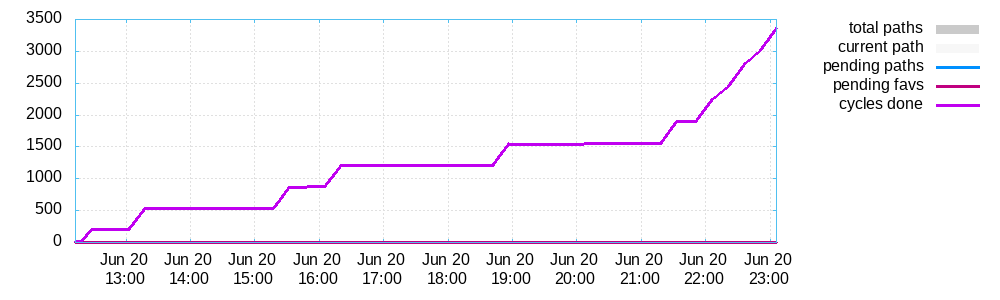 3500
3000
2500
2000
1500
1000
500
0
Jun 20 Jun 20 Jun 20 Jun 20 Jun 20 Jun 20 Jun 20 Jun 20 Jun 20 Jun 20 Jun 20
13:00 14:00 15:00 16:00 17:00 18:00 19:00 20:00 21:00 22:00 23:00
total paths
current path
pending paths
pending favs
cycles done